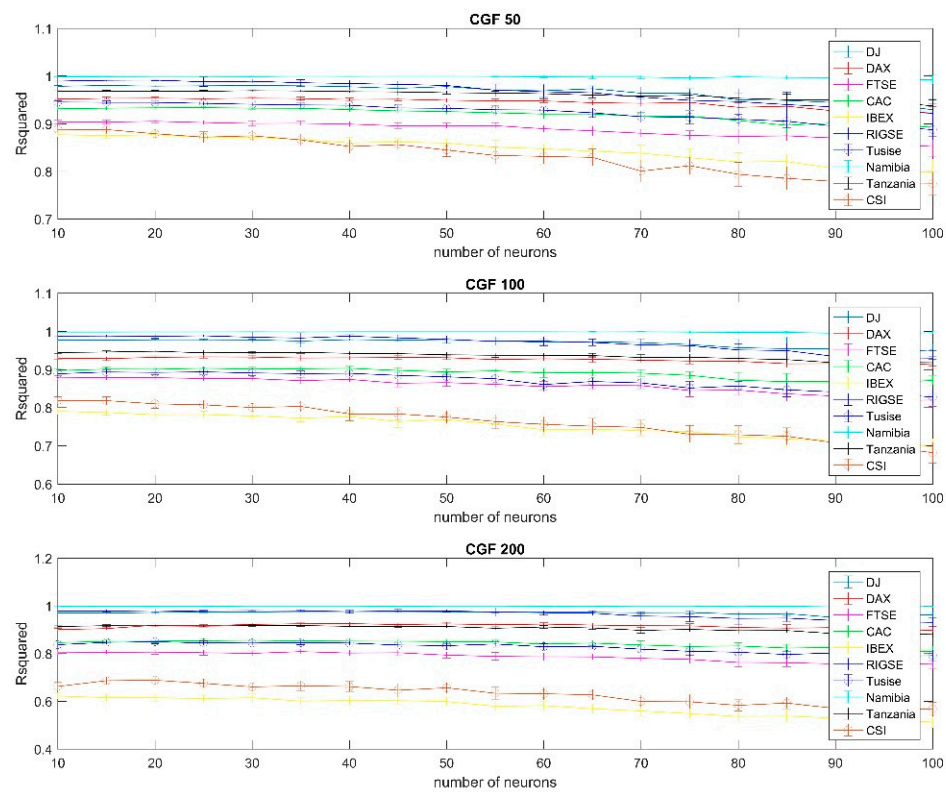 CGF 50
Rsquared
1.1
1
0.9
0.8
0.7
10 20 30 40 50 60 70 80 90 100
number of neurons
DJ
DAX
FTSE
CAC
IBEX
RIGSE
Tusise
Namibia
Tanzania
CSI
CGF 100
Rsquared
1.1
1
0.9
0.8
0.7
0.6
10 20 30 40 50 60 70 80 90 100
number of neurons
DJ
DAX
FTSE
CAC
IBEX
RIGSE
Tusise
Namibia
Tanzania
CSI
CGF 200
Rsquared
1.2
1
0.8
0.6
0.4
10 20 30 40 50 60 70 80 90 100
number of neurons
DJ
DAX
FTSE
CAC
IBEX
RIGSE
Tusise
Namibia
Tanzania
CSI